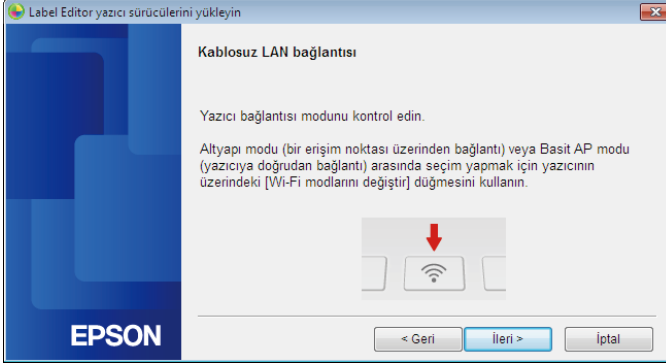 Label Editor yazıcı sürücülerini yükleyin
Kablosuz LAN bağlantısı
Yazıcı bağlantısı modunu kontrol edin.
Altyapı modu (bir erişim noktası üzerinden bağlantı) veya Basit AP modu
(yazıcıya doğrudan bağlantı) arasında seçim yapmak için yazıcının
üzerindeki [Wi-Fi modlarını değiştir] düğmesini kullanın.
EPSON
< Geri
İleri >
İptal